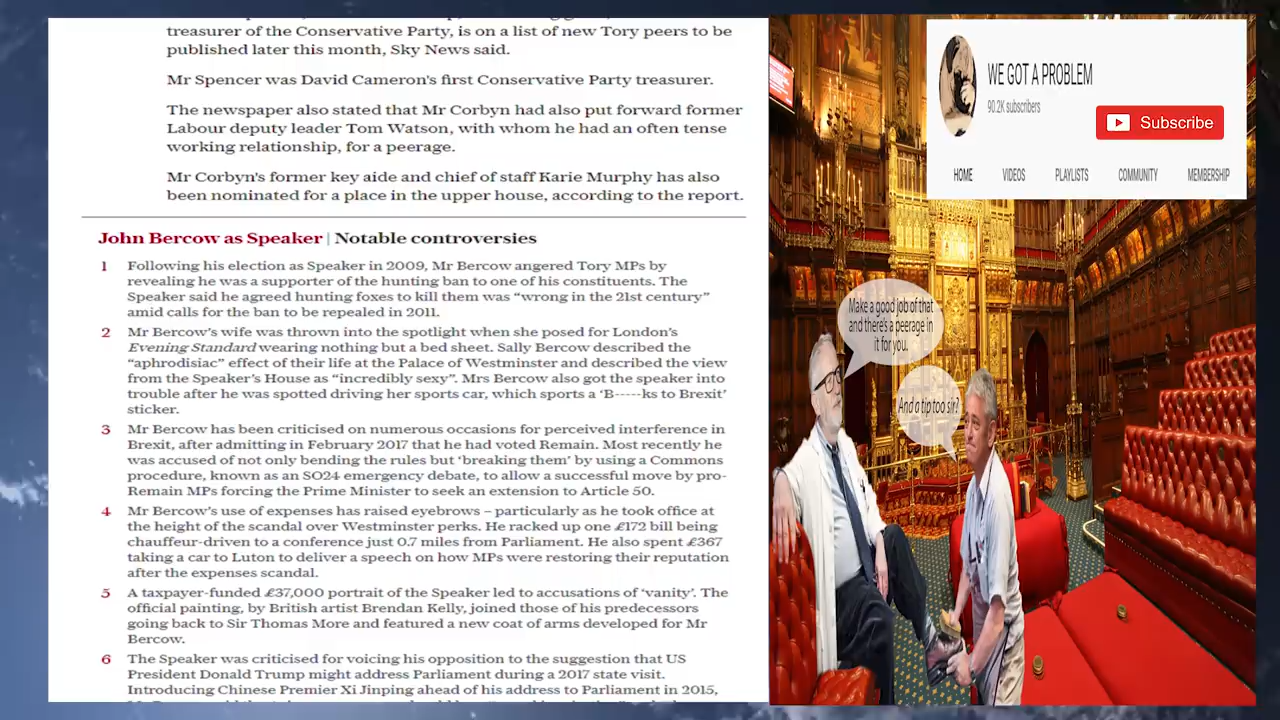 treasurer of the Conservative Party, is on a list of new Tory peers to be
published later this month, Sky News said.
Mr Spencer was David Cameron's first Conservative Party treasurer.
The newspaper also stated that Mr Corbyn had also put forward former
Labour deputy leader Tom Watson, with whom he had an often tense
working relationship, for a peerage.
Mr Corbyn's former key aide and chief of staff Karie Murphy has also
been nominated for a place in the upper house, according to the report.
John Bercow as Speaker | Notable controversies
1 Following his election as Speaker in 2009, Mr Bercow angered Tory MPs by
revealing he was a supporter of the hunting ban to one of his constituents. The
Speaker said he agreed hunting foxes to kill them was “wrong in the 21st century”
amid calls for the ban to be repealed in 2011.
2 Mr Bercow’s wife was thrown into the spotlight when she posed for London’s
Evening Standard wearing nothing but a bed sheet. Sally Bercow described the
“aphrodisiac” effect of their life at the Palace of Westminster and described the view
from the Speaker’s House as “incredibly sexy”. Mrs Bercow also got the speaker into
trouble after he was spotted driving her sports car, which sports a ‘B-----ks to Brexit’
sticker.
3 Mr Bercow has been criticised on numerous occasions for perceived interference in
Brexit, after admitting in February 2017 that he had voted Remain. Most recently he
was accused of not only bending the rules but ‘breaking them’ by using a Commons
procedure, known as an SO24 emergency debate, to allow a successful move by pro-
Remain MPs forcing the Prime Minister to seek an extension to Article 50.
4 Mr Bercow’s use of expenses has raised eyebrows – particularly as he took office at
the height of the scandal over Westminster perks. He racked up one £172 bill being
chauffeur-driven to a conference just 0.7 miles from Parliament. He also spent £367
taking a car to Luton to deliver a speech on how MPs were restoring their reputation
after the expenses scandal.
5 A taxpayer-funded £37,000 portrait of the Speaker led to accusations of ‘vanity’. The
official painting, by British artist Brendan Kelly, joined those of his predecessors
going back to Sir Thomas More and featured a new coat of arms developed for Mr
Bercow.
6 The Speaker was criticised for voicing his opposition to the suggestion that US
President Donald Trump might address Parliament during a 2017 state visit.
Introducing Chinese Premier Xi Jinping ahead of his address to Parliament in 2015,
WE GOT A PROBLEM
90.2K subscribers
Subscribe
HOME VIDEOS PLAYLISTS COMMUNITY MEMBERSHIP
Make a good job of that
and there's a peerage in
it for you.
And a tip too sir?